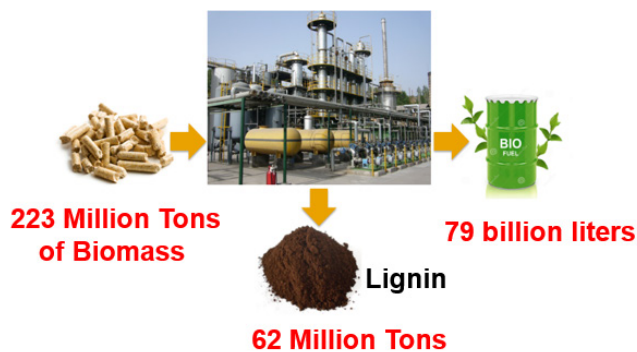 223 Million Tons
of Biomass
BIO
FUEL
79 billion liters
Lignin
62 Million Tons